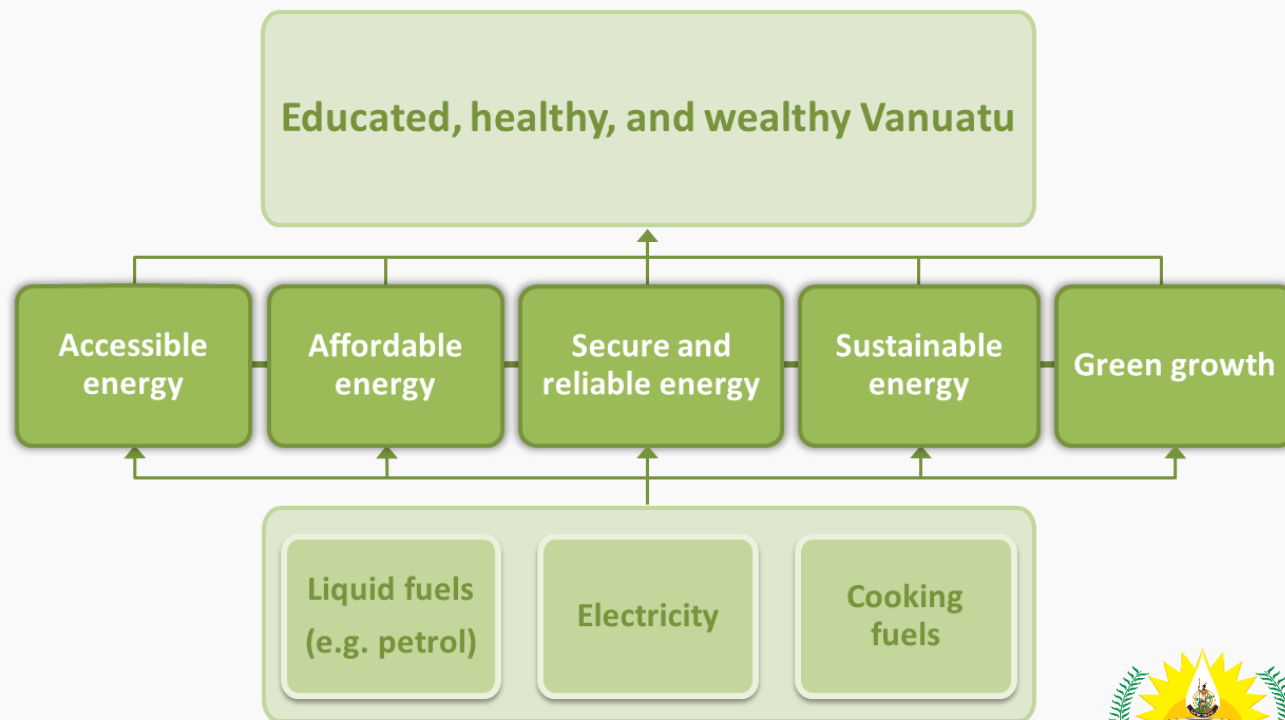 Educated, healthy, and wealthy Vanuatu
Accessible
energy
Affordable
energy
Secure and
reliable energy
Sustainable
energy
Green growth
Liquid fuels
(e.g. petrol)
Electricity
Cooking
fuels